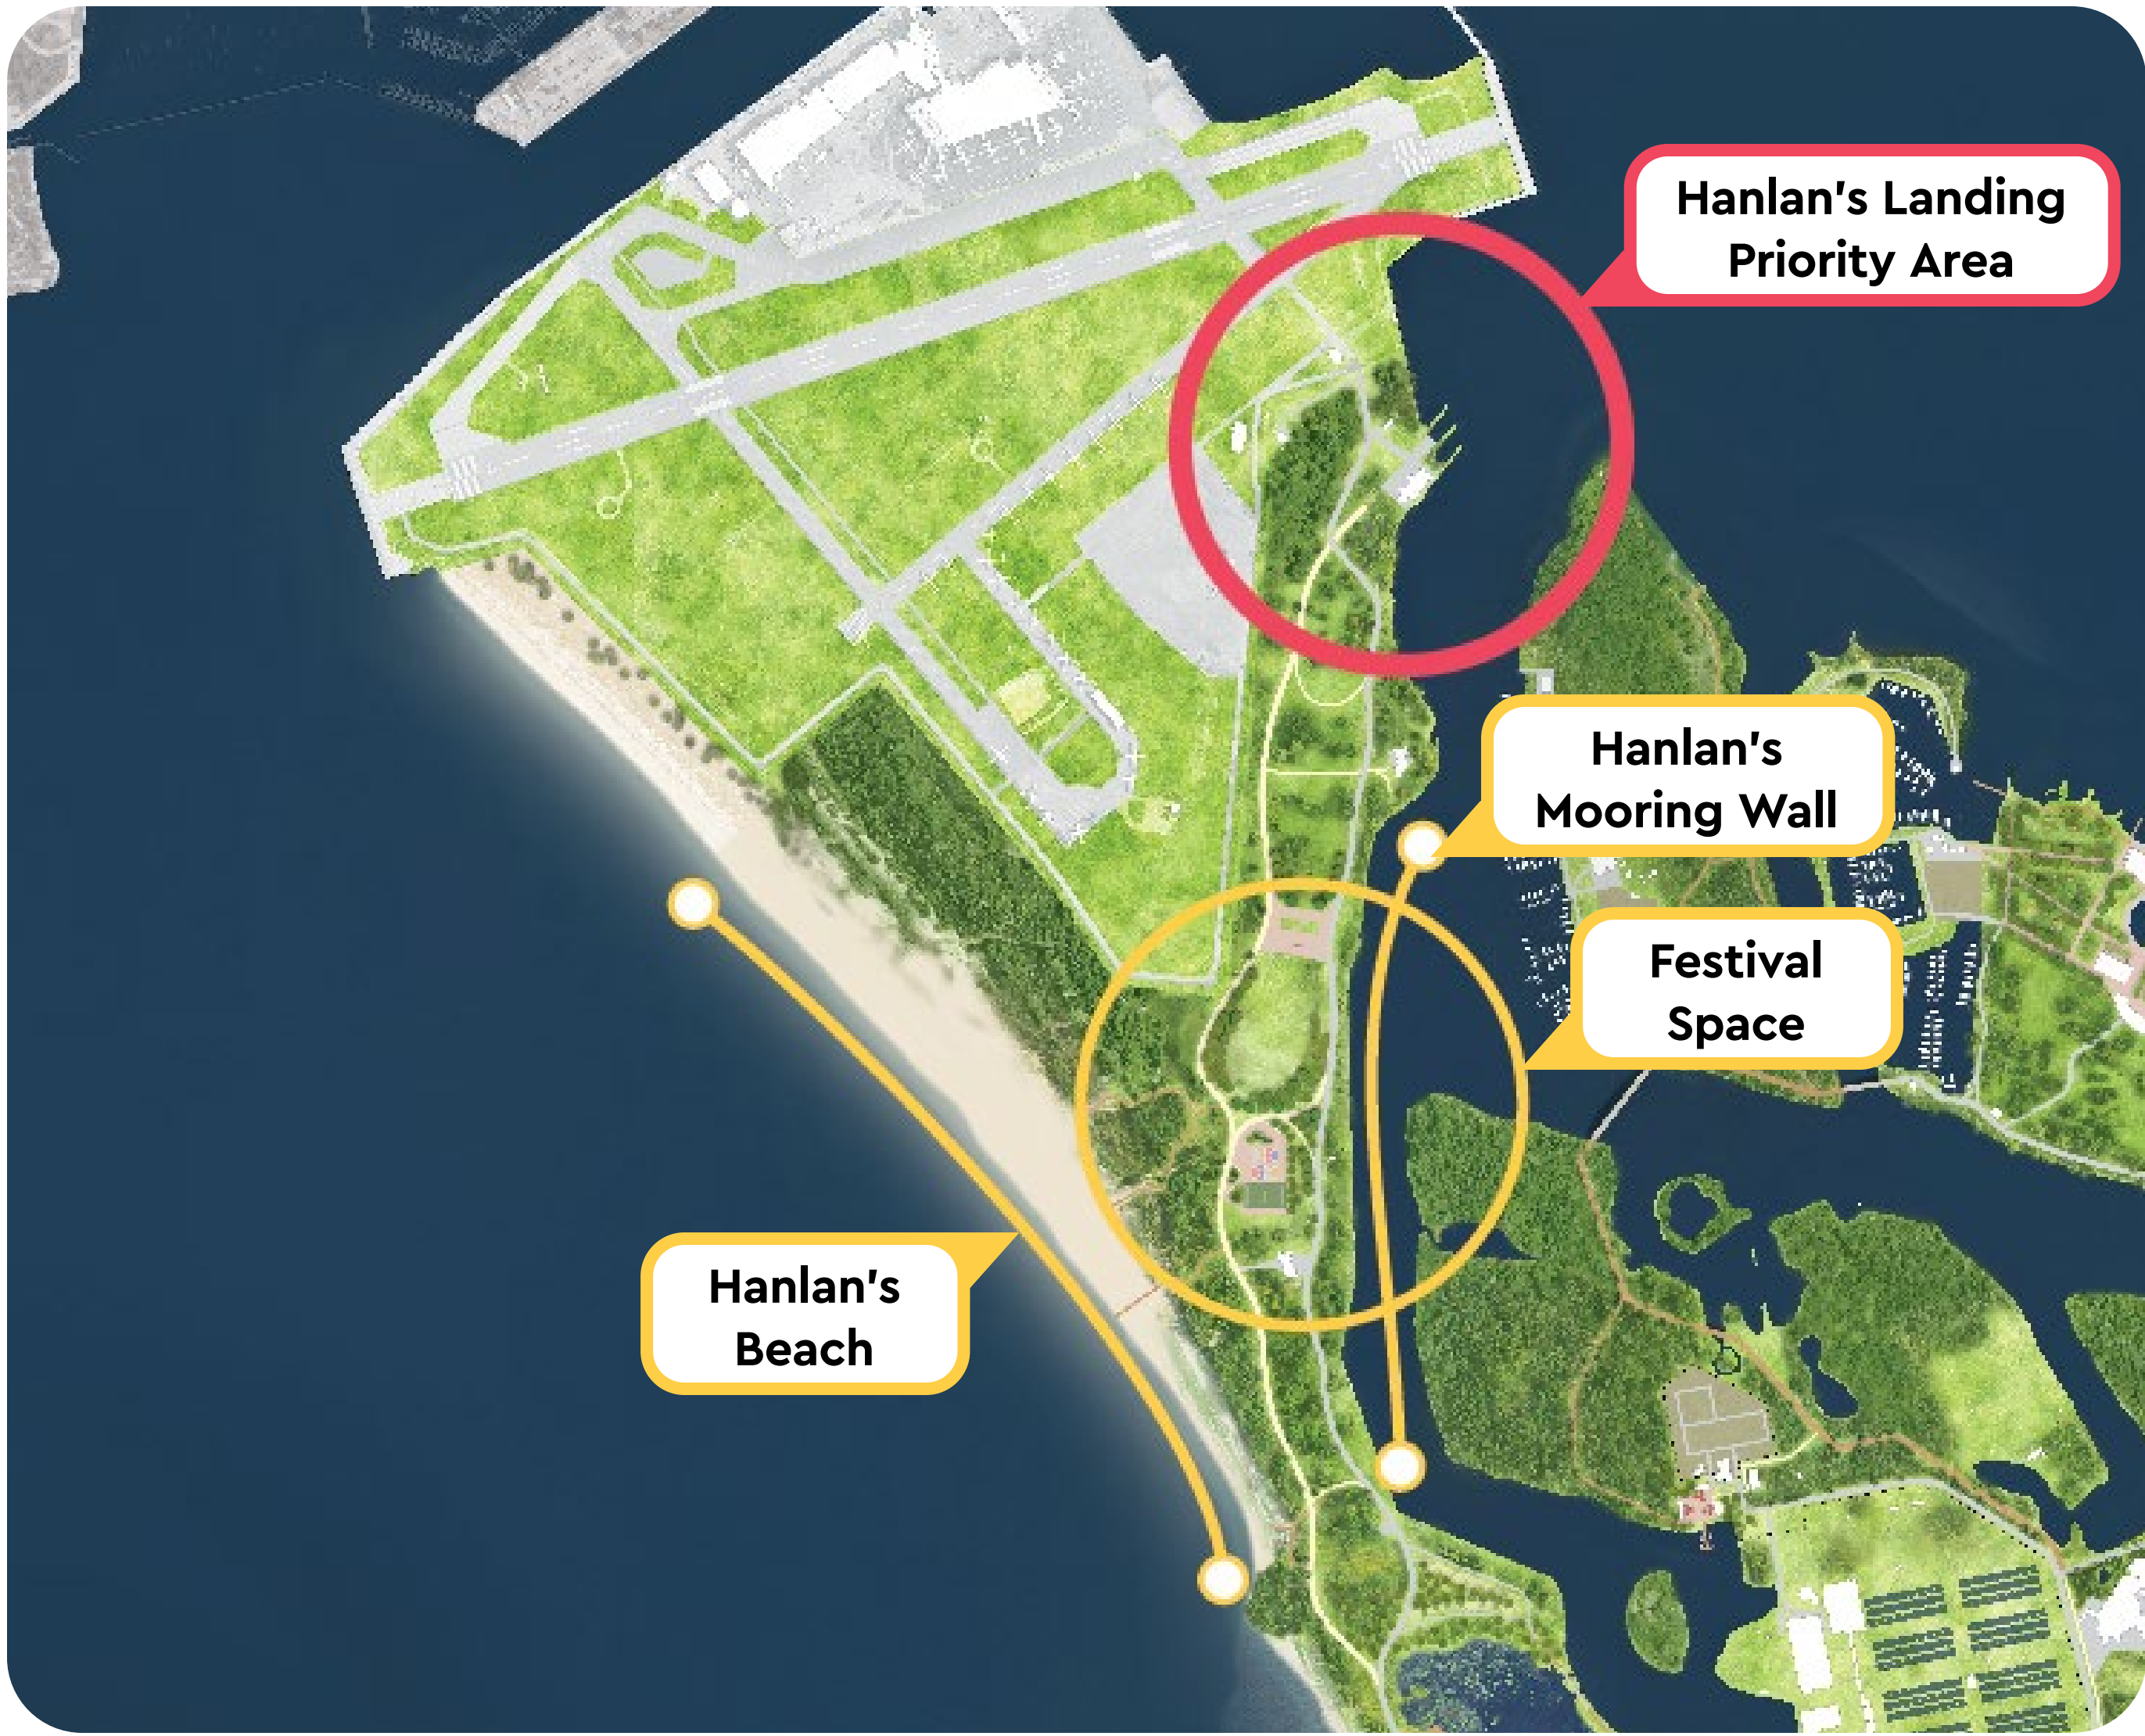 Hanlan's Landing
Priority Area
Hanlan's
Mooring Wall
Festival
Space
Hanlan's
Beach